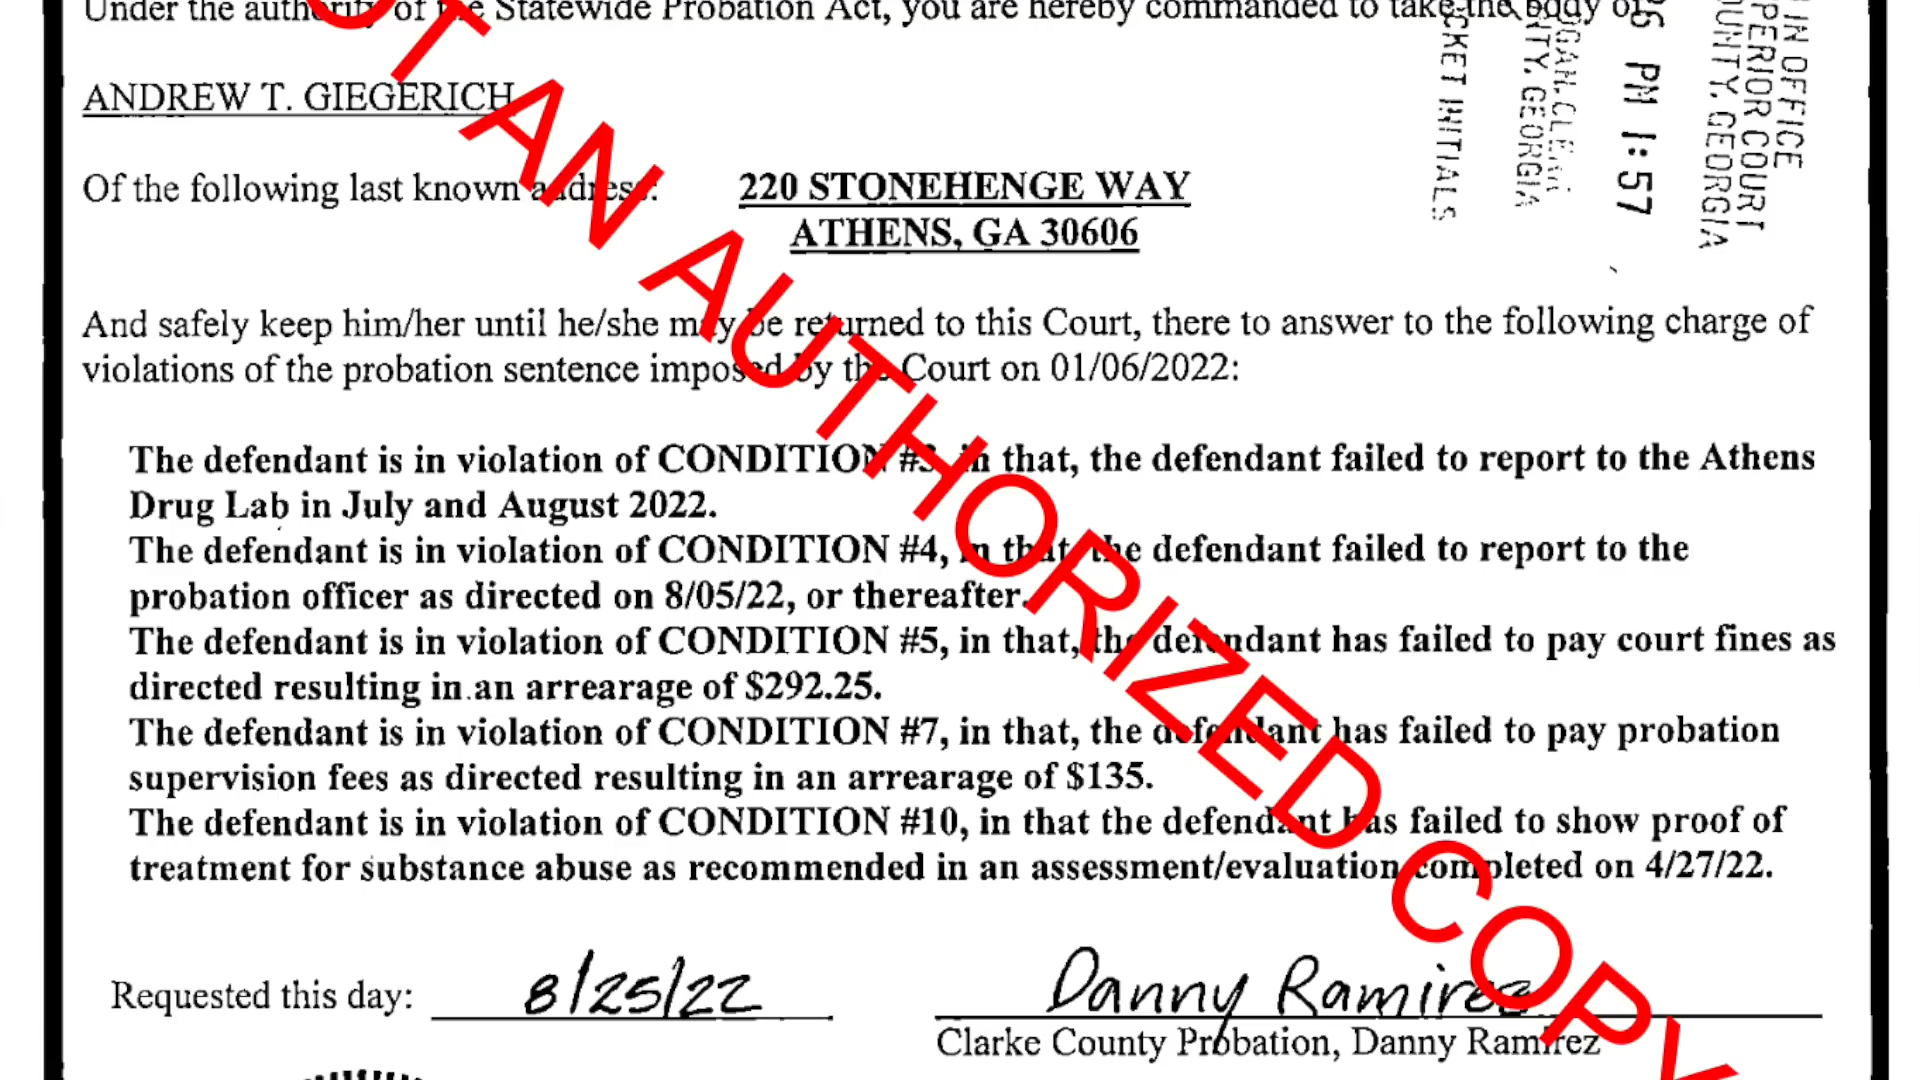 Under the authority of the Statewide Probation Act, you are hereby commanded to take the body of
ANDREW T. GIEGERICH
Of the following last known address:
220 STONEHENGE WAY
ATHENS, GA 30606
And safely keep him/her until he/she may be returned to this Court, there to answer to the following charge of
violations of the probation sentence imposed by the Court on 01/06/2022:
The defendant is in violation of CONDITION #3, in that, the defendant failed to report to the Athens
Drug Lab in July and August 2022.
The defendant is in violation of CONDITION #4, in that the defendant failed to report to the
probation officer as directed on 8/05/22, or thereafter.
The defendant is in violation of CONDITION #5, in that, the defendant has failed to pay court fines as
directed resulting in an arrearage of $292.25.
The defendant is in violation of CONDITION #7, in that, the defendant has failed to pay probation
supervision fees as directed resulting in an arrearage of $135.
The defendant is in violation of CONDITION #10, in that the defendant has failed to show proof of
treatment for substance abuse as recommended in an assessment/evaluation completed on 4/27/22.
Requested this day: 8/25/22
Danny Ramirez
Clarke County Probation, Danny Ramirez
IN OFFICE
PERIOR COURT
UNTY, GEORGIA
PM 1:57
ITY, GEORGIA
CKET INITIALS
OT AN AUTHORIZED COPY